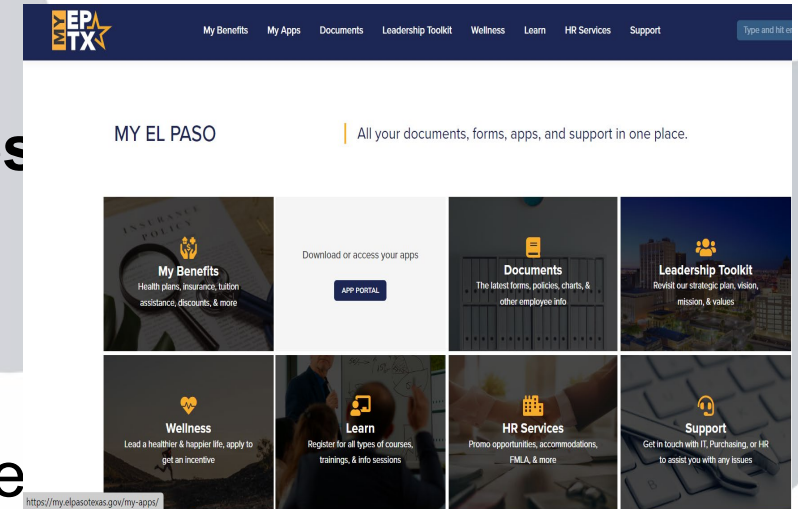 MY EP TX
My Benefits My Apps Documents Leadership Toolkit Wellness Learn HR Services Support Type and hit en
MY EL PASO
All your documents, forms, apps, and support in one place.
s
INSURANCE
POLICY
My Benefits
Health plans, insurance, tuition
assistance, discounts, & more
Download or access your apps
APP PORTAL
Documents
The latest forms, policies, charts, &
other employee info
Leadership Toolkit
Revisit our strategic plan, vision,
mission, & values
Wellness
Lead a healthier & happier life, apply to
get an incentive
Learn
Register for all types of courses,
trainings, & info sessions
HR Services
Promo opportunities, accommodations,
FMLA, & more
Support
Get in touch with IT, Purchasing, or HR
to assist you with any issues
e
https://my.elpasotexas.gov/my-apps/